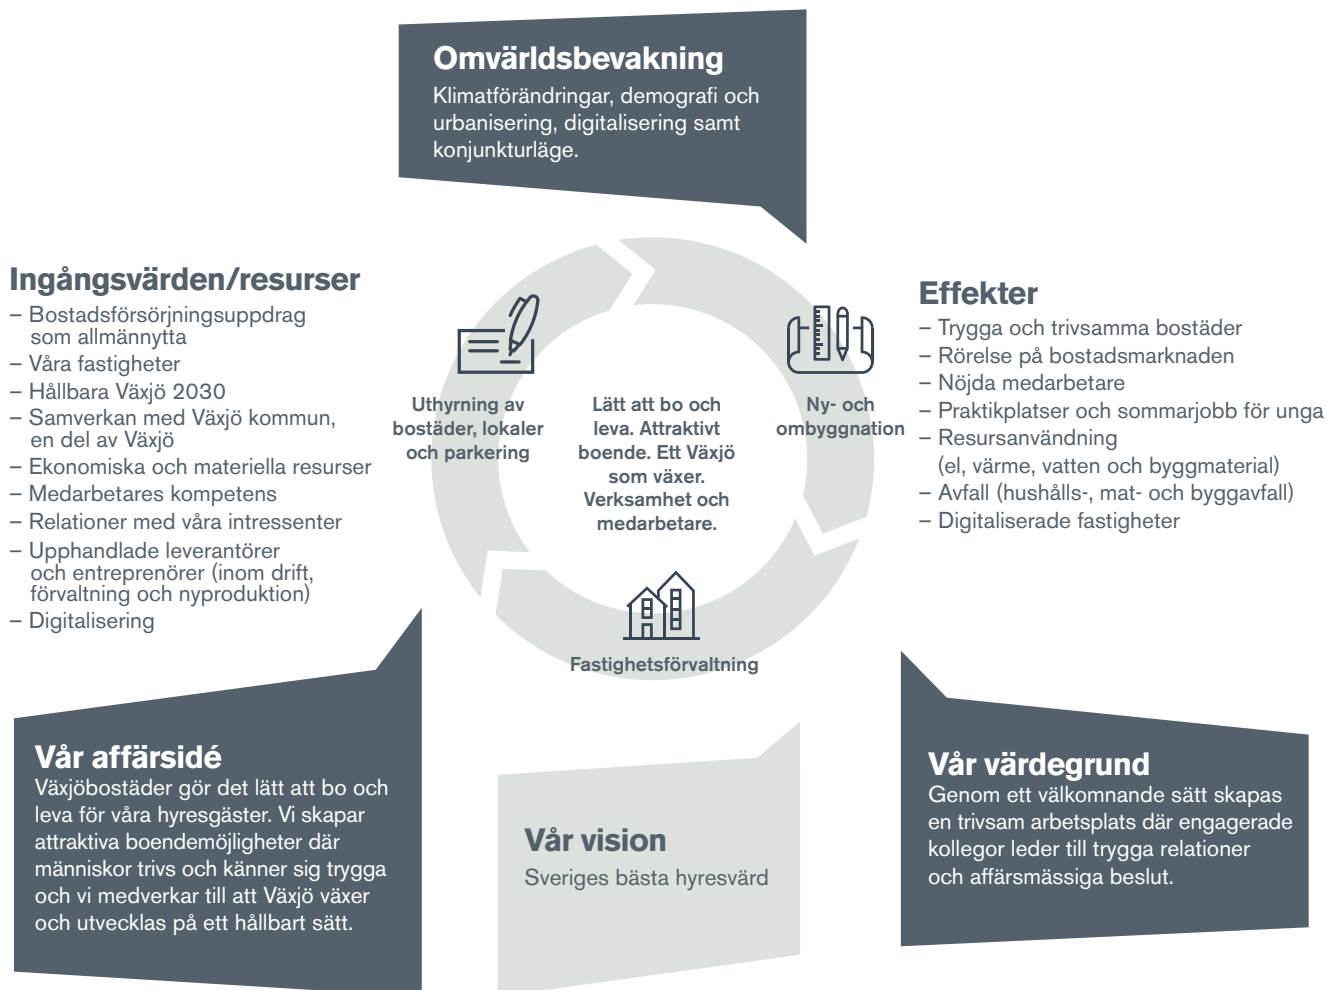 Omvärldsbevakning
Klimatförändringar, demografi och
urbanisering, digitalisering samt
konjunkturläge.
Ingångsvärden/resurser
– Bostadsförsörjningsuppdrag
som allmännytta
– Våra fastigheter
– Hållbara Växjö 2030
– Samverkan med Växjö kommun,
en del av Växjö
– Ekonomiska och materiella resurser
– Medarbetares kompetens
– Relationer med våra intressenter
– Upphandlade leverantörer
och entreprenörer (inom drift,
förvaltning och nyproduktion)
– Digitalisering
Uthyrning av
bostäder, lokaler
och parkering
Lätt att bo och
leva. Attraktivt
boende. Ett Växjö
som växer.
Verksamhet och
medarbetare.
Ny- och
ombyggnation
Fastighetsförvaltning
Effekter
– Trygga och trivsamma bostäder
– Rörelse på bostadsmarknaden
– Nöjda medarbetare
– Praktikplatser och sommarjobb för unga
– Resursanvändning
(el, värme, vatten och byggmaterial)
– Avfall (hushålls-, mat- och byggavfall)
– Digitaliserade fastigheter
Vår affärsidé
Växjöbostäder gör det lätt att bo och
leva för våra hyresgäster. Vi skapar
attraktiva boendemöjligheter där
människor trivs och känner sig trygga
och vi medverkar till att Växjö växer
och utvecklas på ett hållbart sätt.
Vår vision
Sveriges bästa hyresvärd
Vår värdegrund
Genom ett välkomnande sätt skapas
en trivsam arbetsplats där engagerade
kollegor leder till trygga relationer
och affärsmässiga beslut.